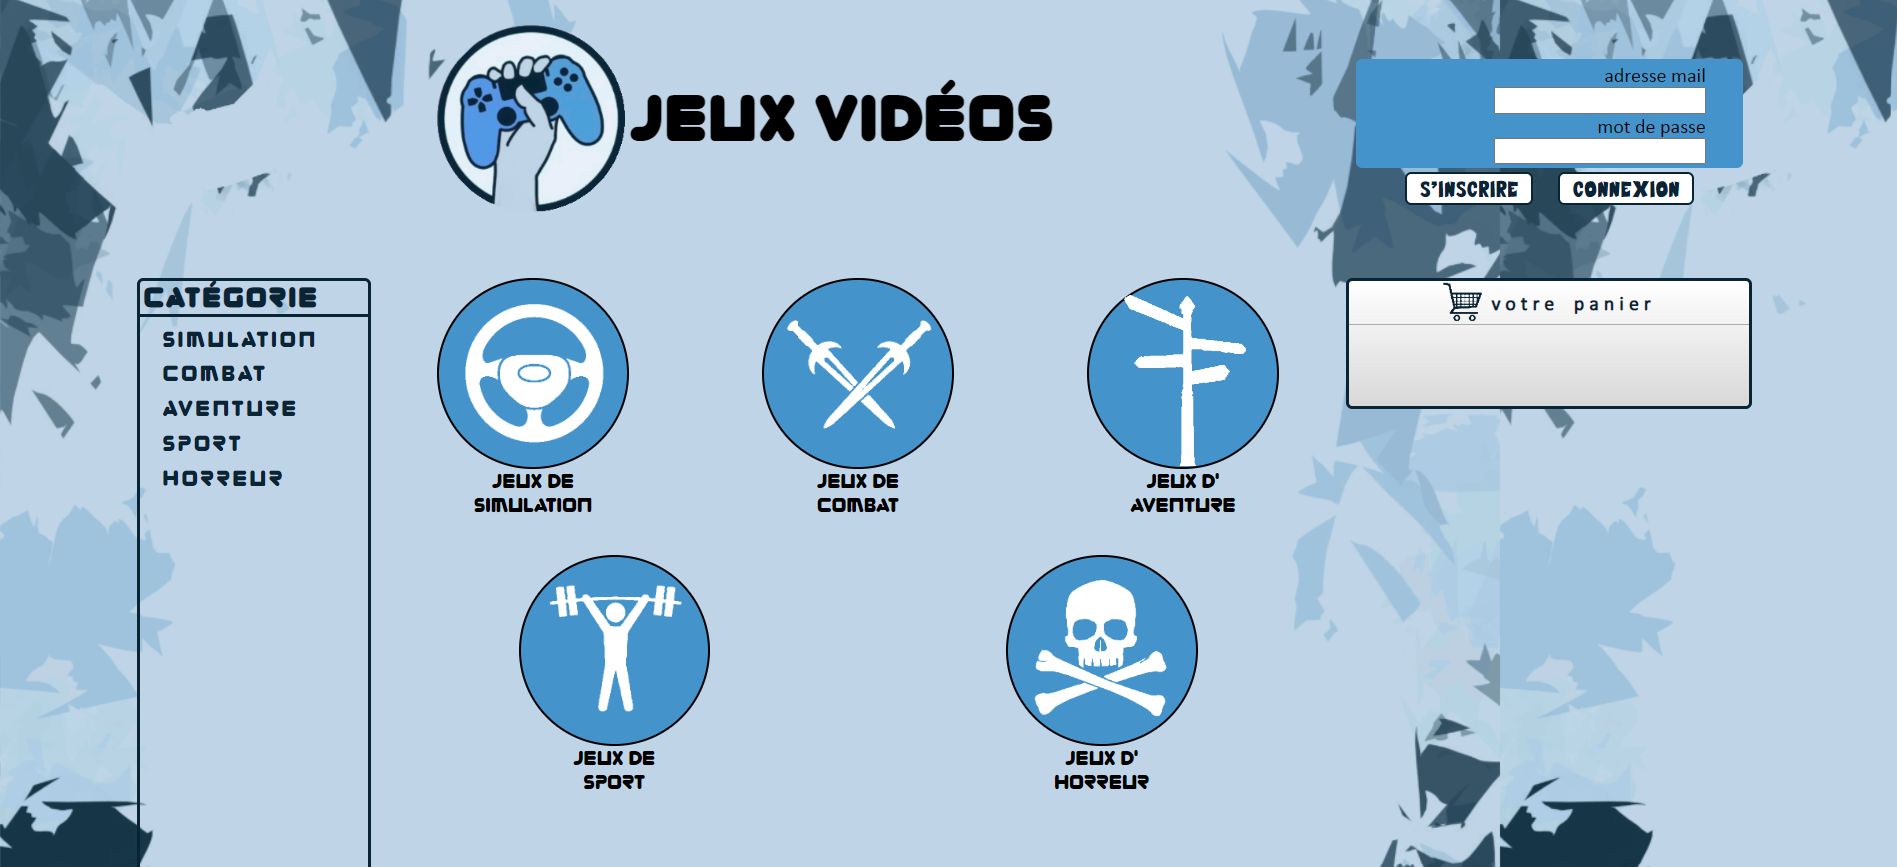 JEUX VIDÉOS
adresse mail
mot de passe
S'INSCRIRE
CONNEXION
CATÉGORIE
SIMULATION
COMBAT
AVENTURE
SPORT
HORREUR
JEUX DE
SIMULATION
JEUX DE
COMBAT
JEUX D'
AVENTURE
votre panier
JEUX DE
SPORT
JEUX D'
HORREUR